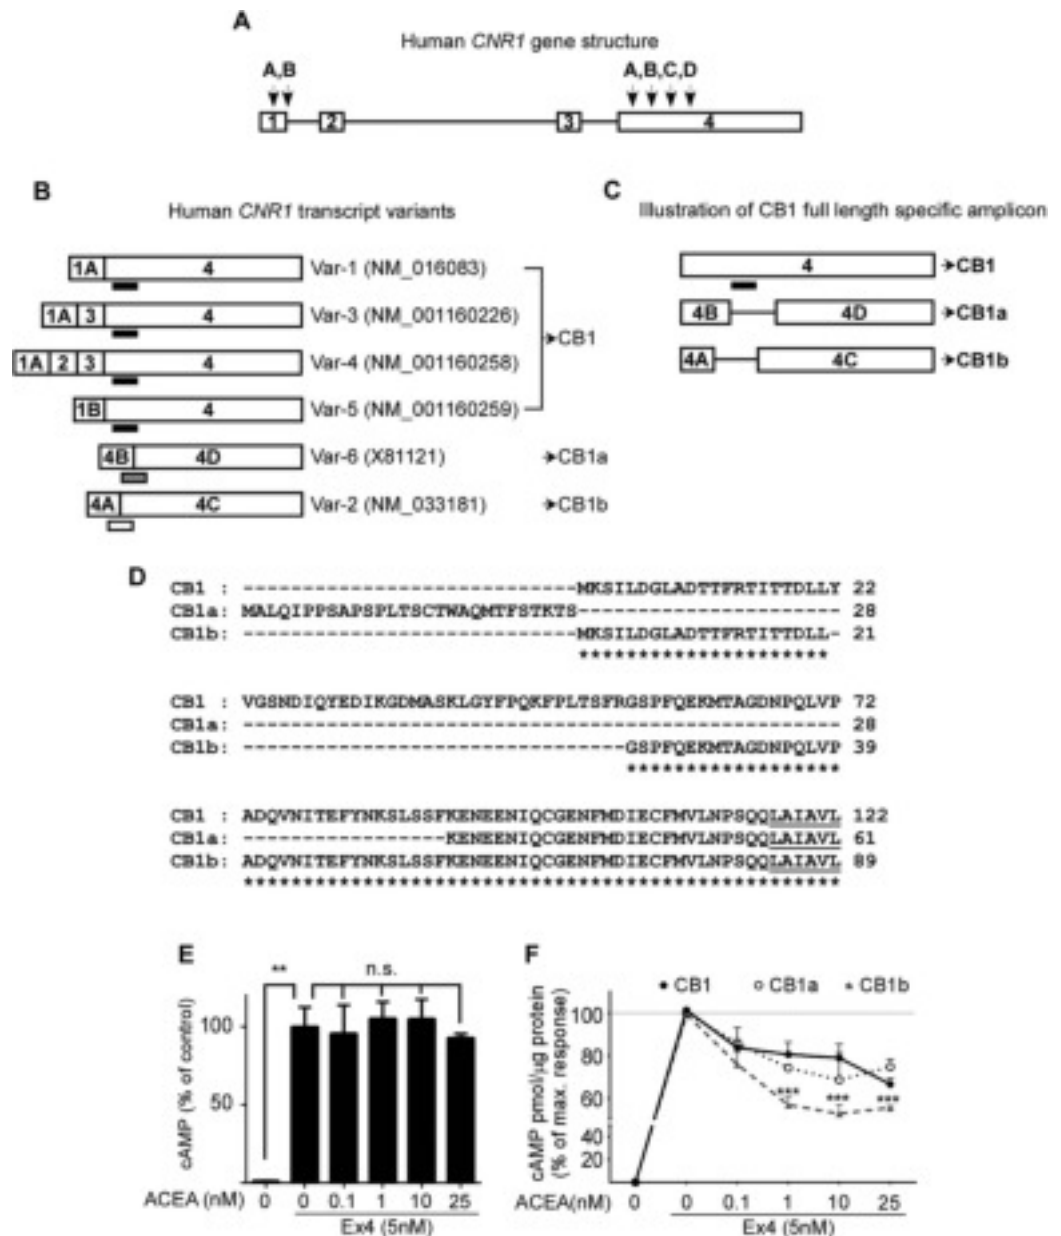 A
Human CNR1 gene structure
A,B A,B,C,D
1 2 3 4
B
Human CNR1 transcript variants
1A 4 Var-1 (NM_016083)
1A 3 4 Var-3 (NM_001160226)
→CB1
1A 2 3 4 Var-4 (NM_001160258)
1B 4 Var-5 (NM_001160259)
4B 4D Var-6 (X81121) →CB1a
4A 4C Var-2 (NM_033181) →CB1b
C
Illustration of CB1 full length specific amplicon
4 →CB1
4B 4D →CB1a
4A 4C →CB1b
D
CB1 : ----------------------------MKSILDGLADTTFRTITTDLLY 22
CB1a: MALQIPPSAPSPLTSCTWAQMTFSTKTS---------------------- 28
CB1b: ----------------------------MKSILDGLADTTFRTITTDLL- 21
*********************
CB1 : VGSNDIQYEDIKGDMASKLGYFPQKFPLTSFRGSPFQEKMTAGDNPQLVP 72
CB1a: -------------------------------------------------- 28
CB1b: --------------------------------GSPFQEKMTAGDNPQLVP 39
******************
CB1 : ADQVNITEFYNKSLSSFKENEENIQCGENFMDIECFMVLNPSQQLAIAVL 122
CB1a: -----------------KENEENIQCGENFMDIECFMVLNPSQQLAIAVL 61
CB1b: ADQVNITEFYNKSLSSFKENEENIQCGENFMDIECFMVLNPSQQLAIAVL 89
**************************************************
E
** n.s.
cAMP (% of control)
100
50
ACEA (nM) 0 0 0.1 1 10 25
Ex4 (5nM)
F
CB1 CB1a CB1b
cAMP pmol/µg protein
(% of max. response)
100
80
60
40
20
*** *** ***
ACEA(nM) 0 0 0.1 1 10 25
Ex4 (5nM)